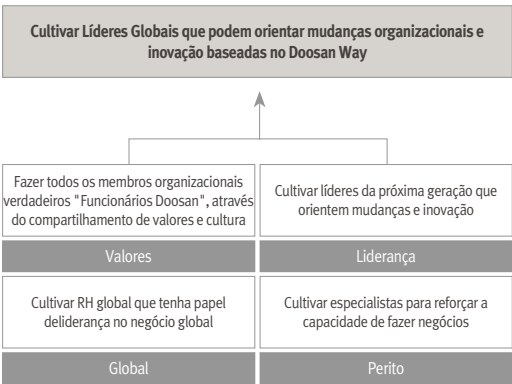 Cultivar Líderes Globais que podem orientar mudanças organizacionais e
inovação baseadas no Doosan Way
Fazer todos os membros organizacionais
verdadeiros "Funcionários Doosan", através
do compartilhamento de valores e cultura
Valores
Cultivar líderes da próxima geração que
orientem mudanças e inovação
Liderança
Cultivar RH global que tenha papel
deliderança no negócio global
Global
Cultivar especialistas para reforçar a
capacidade de fazer negócios
Perito